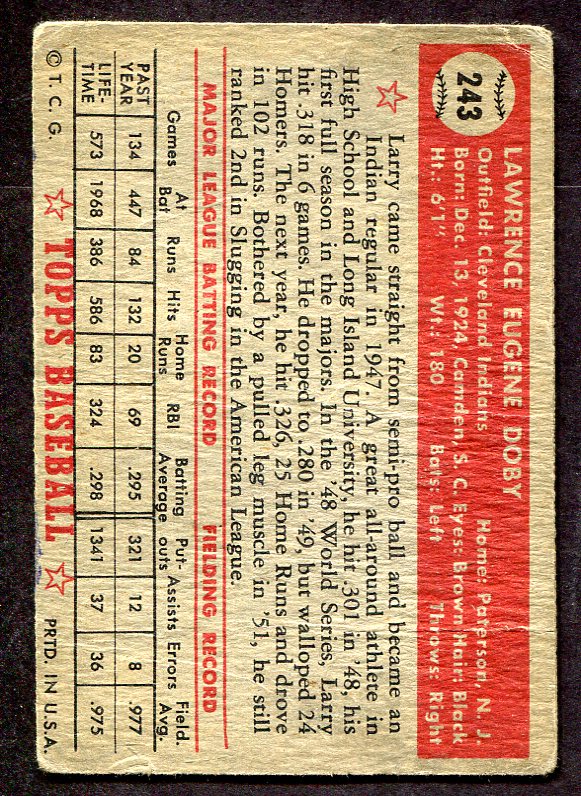 243
LAWRENCE EUGENE DOBY
Outfield: Cleveland Indians Home: Paterson, N. J.
Born: Dec. 13, 1924, Camden, S. C. Eyes: Brown Hair: Black
Ht.: 6'1" Wt.: 180 Bats: Left Throws: Right
Larry came straight from semi-pro ball and became an
Indian regular in 1947. A great all-around athlete in
High School and Long Island University, he hit .301 in '48, his
first full season in the majors. In the '48 World Series, Larry
hit .318 in 6 games. He dropped to .280 in '49, but walloped 24
Homers. The next year, he hit .326, 25 Home Runs and drove
in 102 runs. Bothered by a pulled leg muscle in '51, he still
ranked 2nd in Slugging in the American League.
MAJOR LEAGUE BATTING RECORD FIELDING RECORD
Games At Bat Runs Hits Home Runs RBI Batting Average Put-outs Assists Errors Field. Avg.
PAST YEAR 134 447 84 132 20 69 .295 321 12 8 .977
LIFE-TIME 573 1968 386 586 83 324 .298 1341 37 36 .975
© T. C. G. TOPPS BASEBALL PRTD. IN U.S.A.